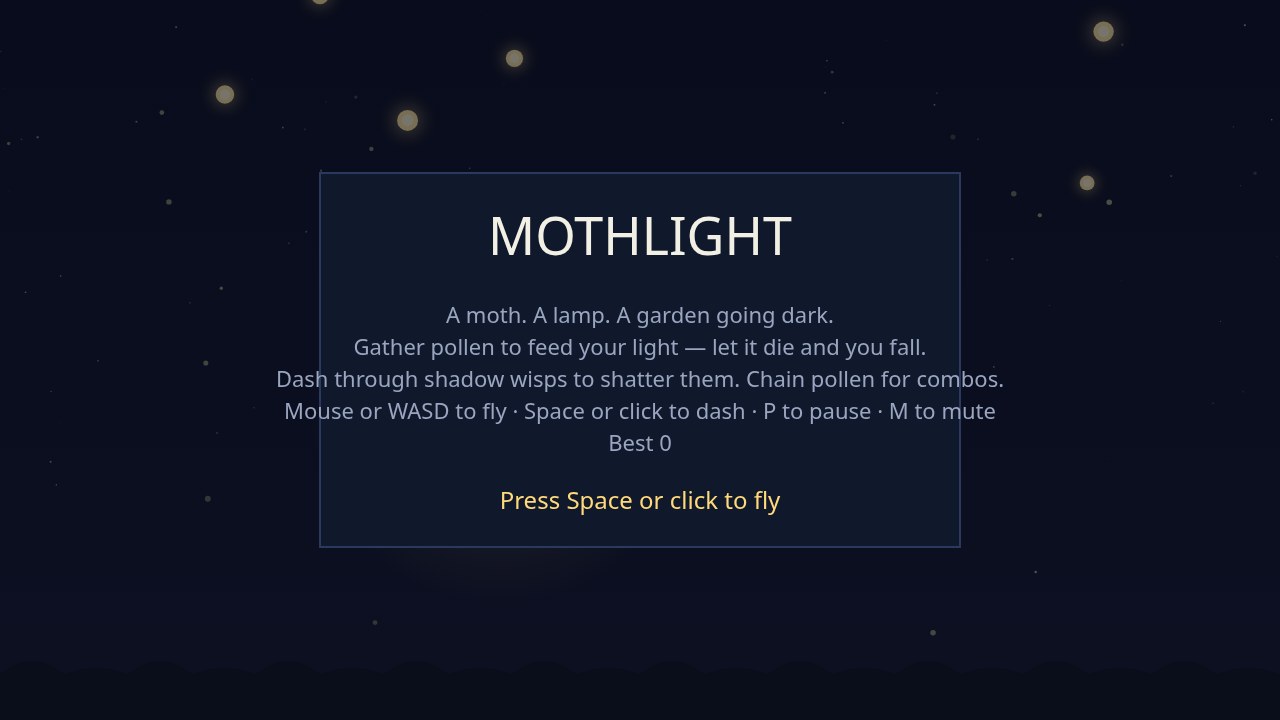 MOTHLIGHT
A moth. A lamp. A garden going dark.
Gather pollen to feed your light — let it die and you fall.
Dash through shadow wisps to shatter them. Chain pollen for combos.
Mouse or WASD to fly · Space or click to dash · P to pause · M to mute
Best 0
Press Space or click to fly